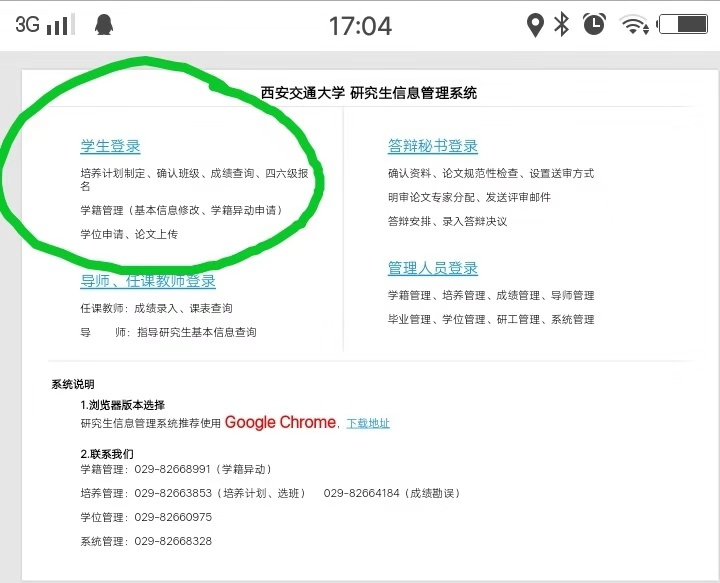 3G
17:04
西安交通大学 研究生信息管理系统
学生登录
培养计划制定、确认班级、成绩查询、四六级报
名
学籍管理（基本信息修改、学籍异动申请）
学位申请、论文上传
导师、任课教师登录
任课教师：成绩录入、课表查询
导　　师：指导研究生基本信息查询
答辩秘书登录
确认资料、论文规范性检查、设置送审方式
明审论文专家分配、发送评审邮件
答辩安排、录入答辩决议
管理人员登录
学籍管理、培养管理、成绩管理、导师管理
毕业管理、学位管理、研工管理、系统管理
系统说明
1.浏览器版本选择
研究生信息管理系统推荐使用 Google Chrome，下载地址
2.联系我们
学籍管理：029-82668991（学籍异动）
培养管理：029-82663853（培养计划、选班）　029-82664184（成绩勘误）
学位管理：029-82660975
系统管理：029-82668328